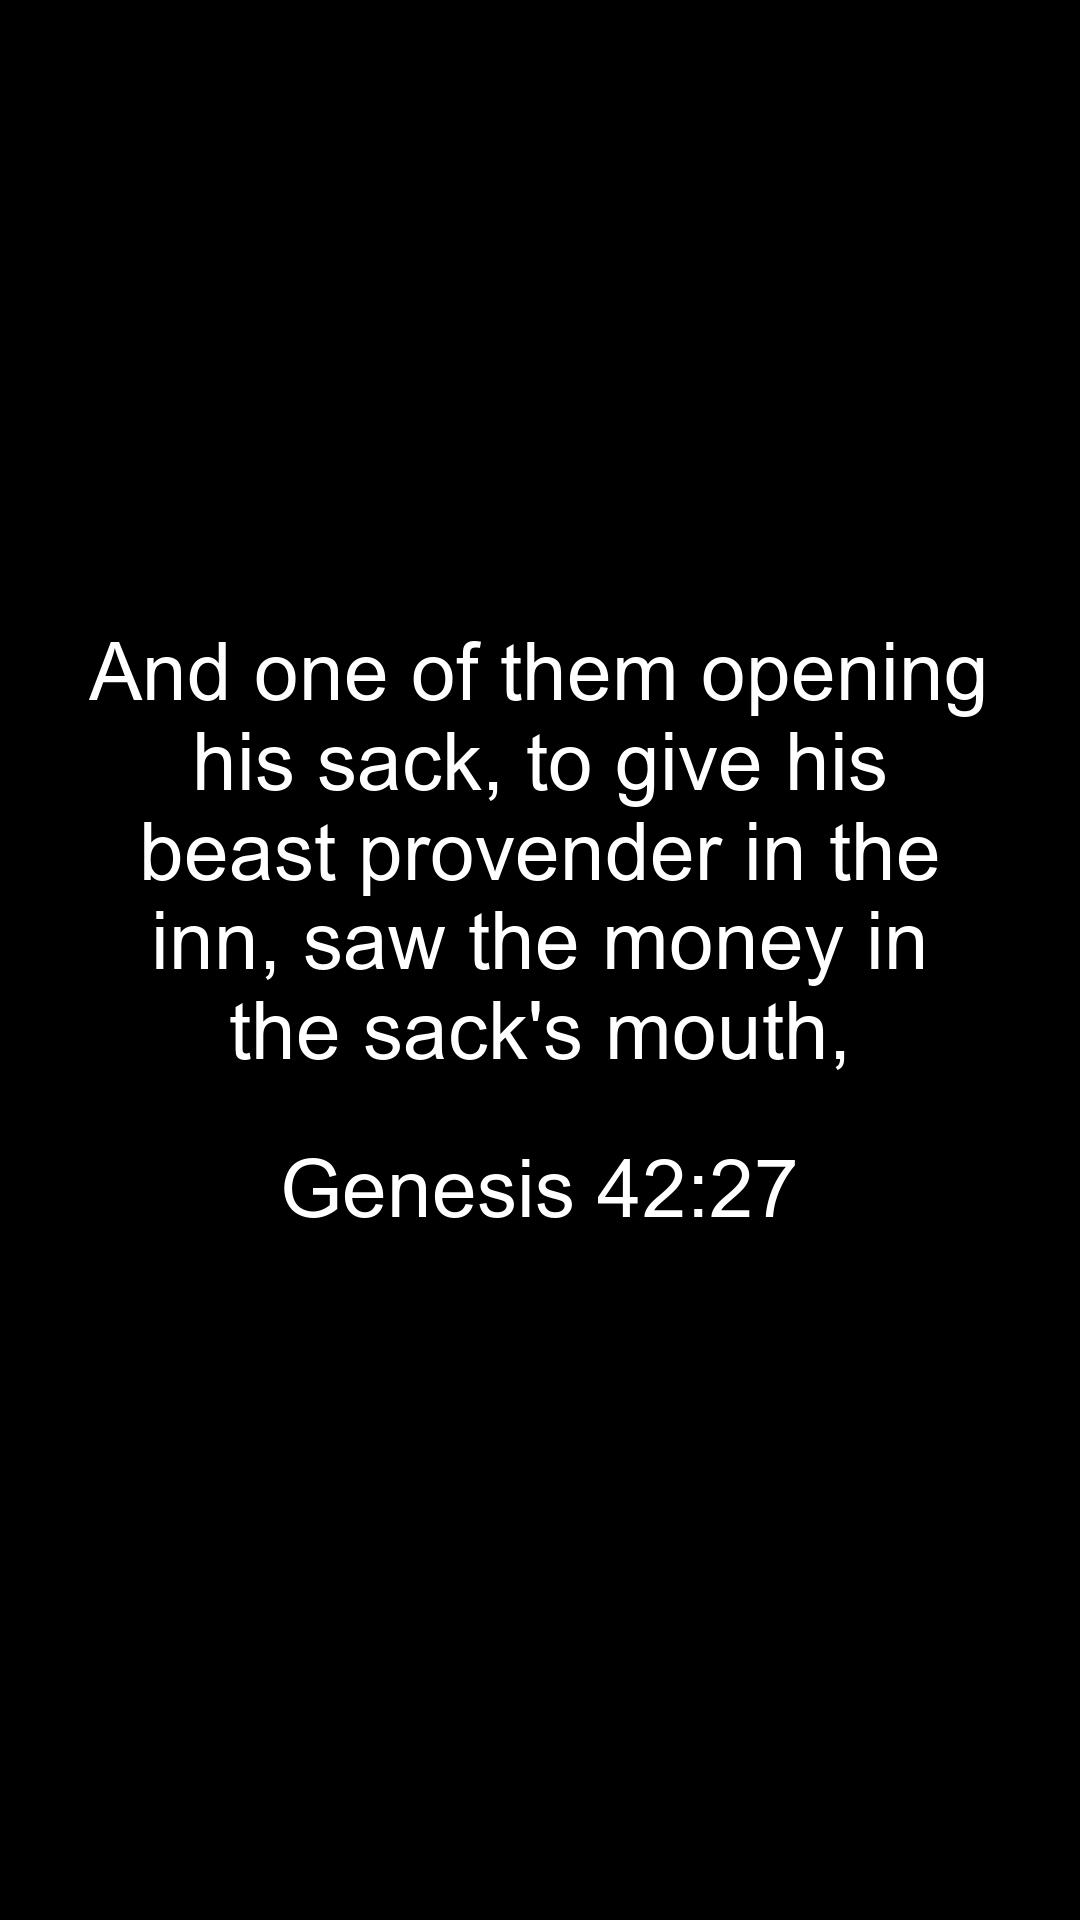 And one of them opening
his sack, to give his
beast provender in the
inn, saw the money in
the sack's mouth,
Genesis 42:27